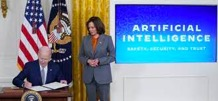 ARTIFICIAL
INTELLIGENCE
SAFETY, SECURITY, AND TRUST